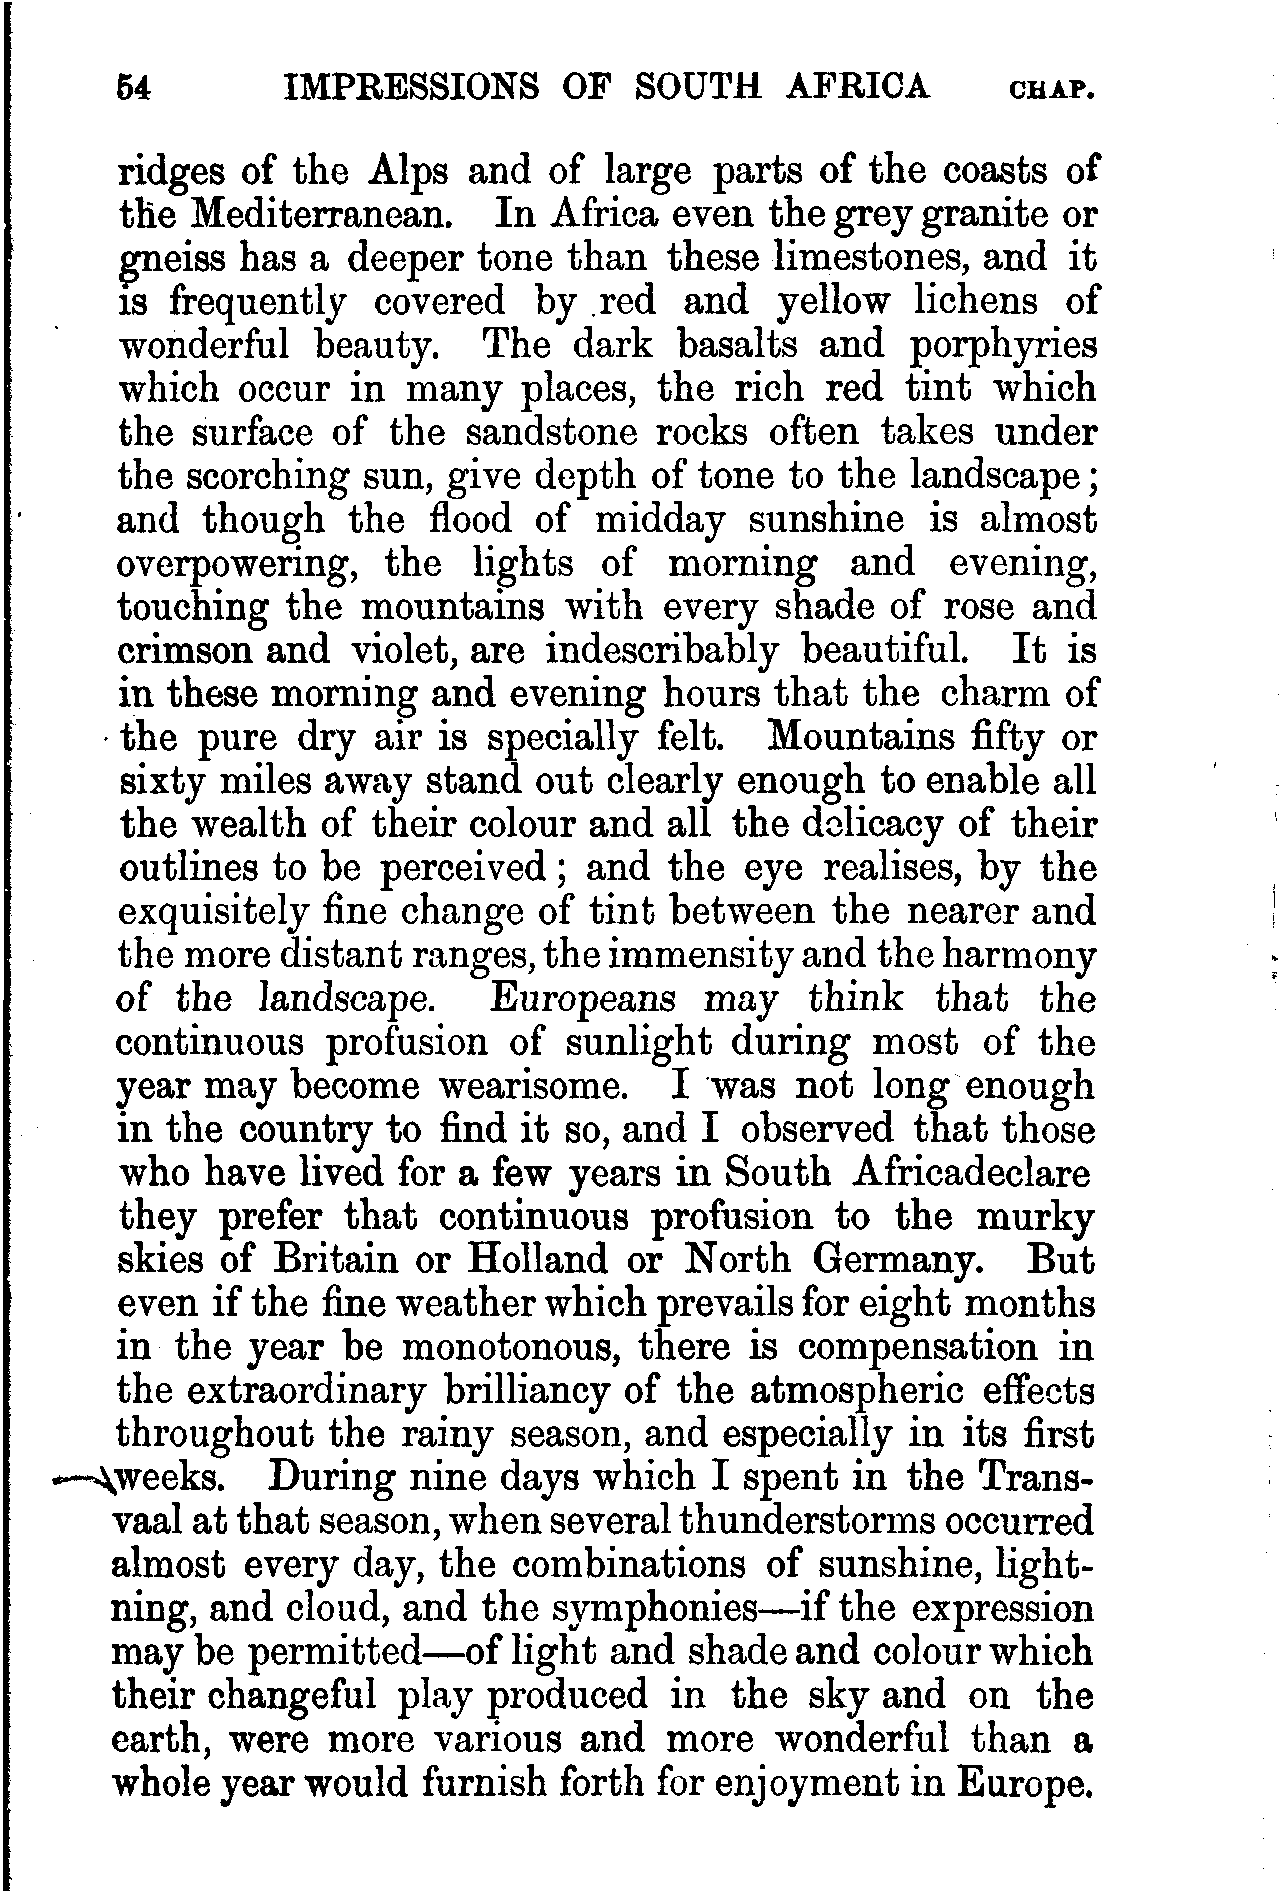 54 IMPRESSIONS OF SOUTH AFRICA CHAP.
ridges of the Alps and of large parts of the coasts of
the Mediterranean. In Africa even the grey granite or
gneiss has a deeper tone than these limestones, and it
is frequently covered by red and yellow lichens of
wonderful beauty. The dark basalts and porphyries
which occur in many places, the rich red tint which
the surface of the sandstone rocks often takes under
the scorching sun, give depth of tone to the landscape;
and though the flood of midday sunshine is almost
overpowering, the lights of morning and evening,
touching the mountains with every shade of rose and
crimson and violet, are indescribably beautiful. It is
in these morning and evening hours that the charm of
the pure dry air is specially felt. Mountains fifty or
sixty miles away stand out clearly enough to enable all
the wealth of their colour and all the delicacy of their
outlines to be perceived; and the eye realises, by the
exquisitely fine change of tint between the nearer and
the more distant ranges, the immensity and the harmony
of the landscape. Europeans may think that the
continuous profusion of sunlight during most of the
year may become wearisome. I was not long enough
in the country to find it so, and I observed that those
who have lived for a few years in South Africadeclare
they prefer that continuous profusion to the murky
skies of Britain or Holland or North Germany. But
even if the fine weather which prevails for eight months
in the year be monotonous, there is compensation in
the extraordinary brilliancy of the atmospheric effects
throughout the rainy season, and especially in its first
weeks. During nine days which I spent in the Trans-
vaal at that season, when several thunderstorms occurred
almost every day, the combinations of sunshine, light-
ning, and cloud, and the symphonies—if the expression
may be permitted—of light and shade and colour which
their changeful play produced in the sky and on the
earth, were more various and more wonderful than a
whole year would furnish forth for enjoyment in Europe.